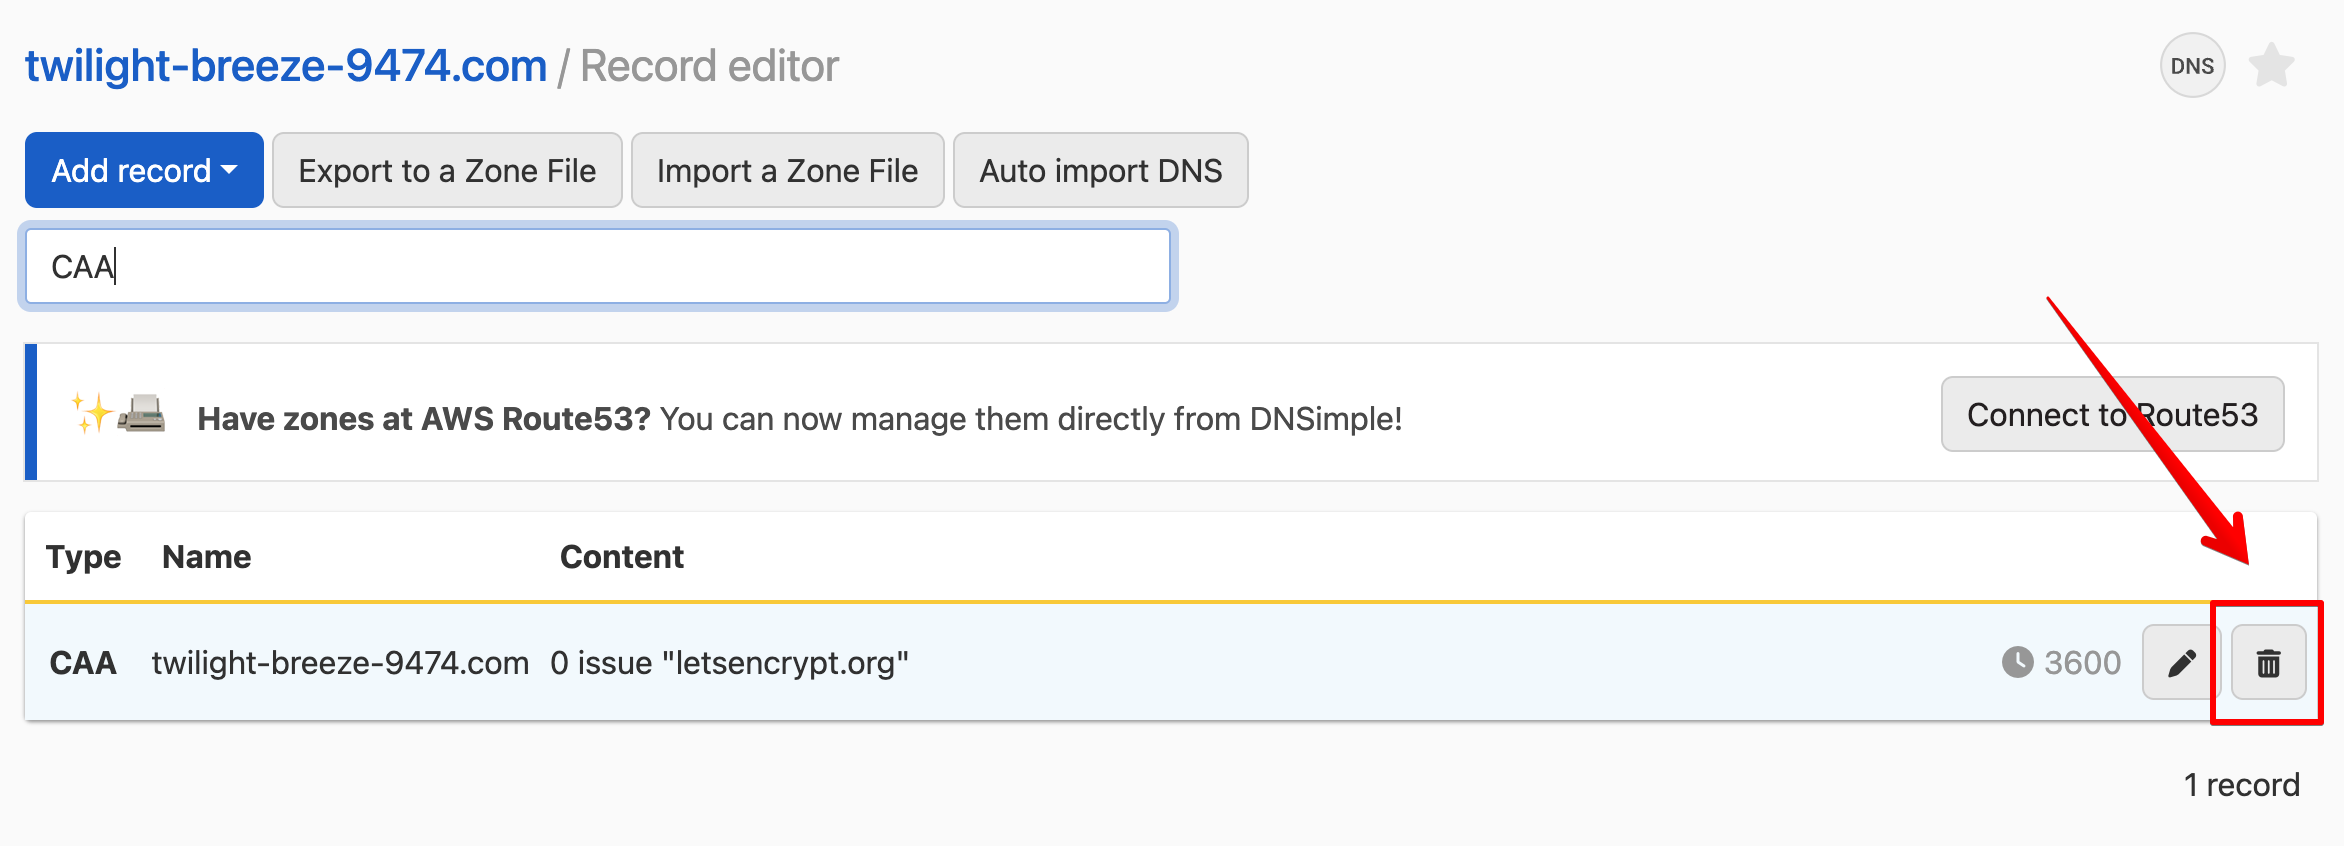 twilight-breeze-9474.com / Record editor
DNS
Add record
Export to a Zone File
Import a Zone File
Auto import DNS
CAA
Have zones at AWS Route53? You can now manage them directly from DNSimple!
Connect to Route53
Type Name Content
CAA twilight-breeze-9474.com 0 issue "letsencrypt.org" 3600
1 record